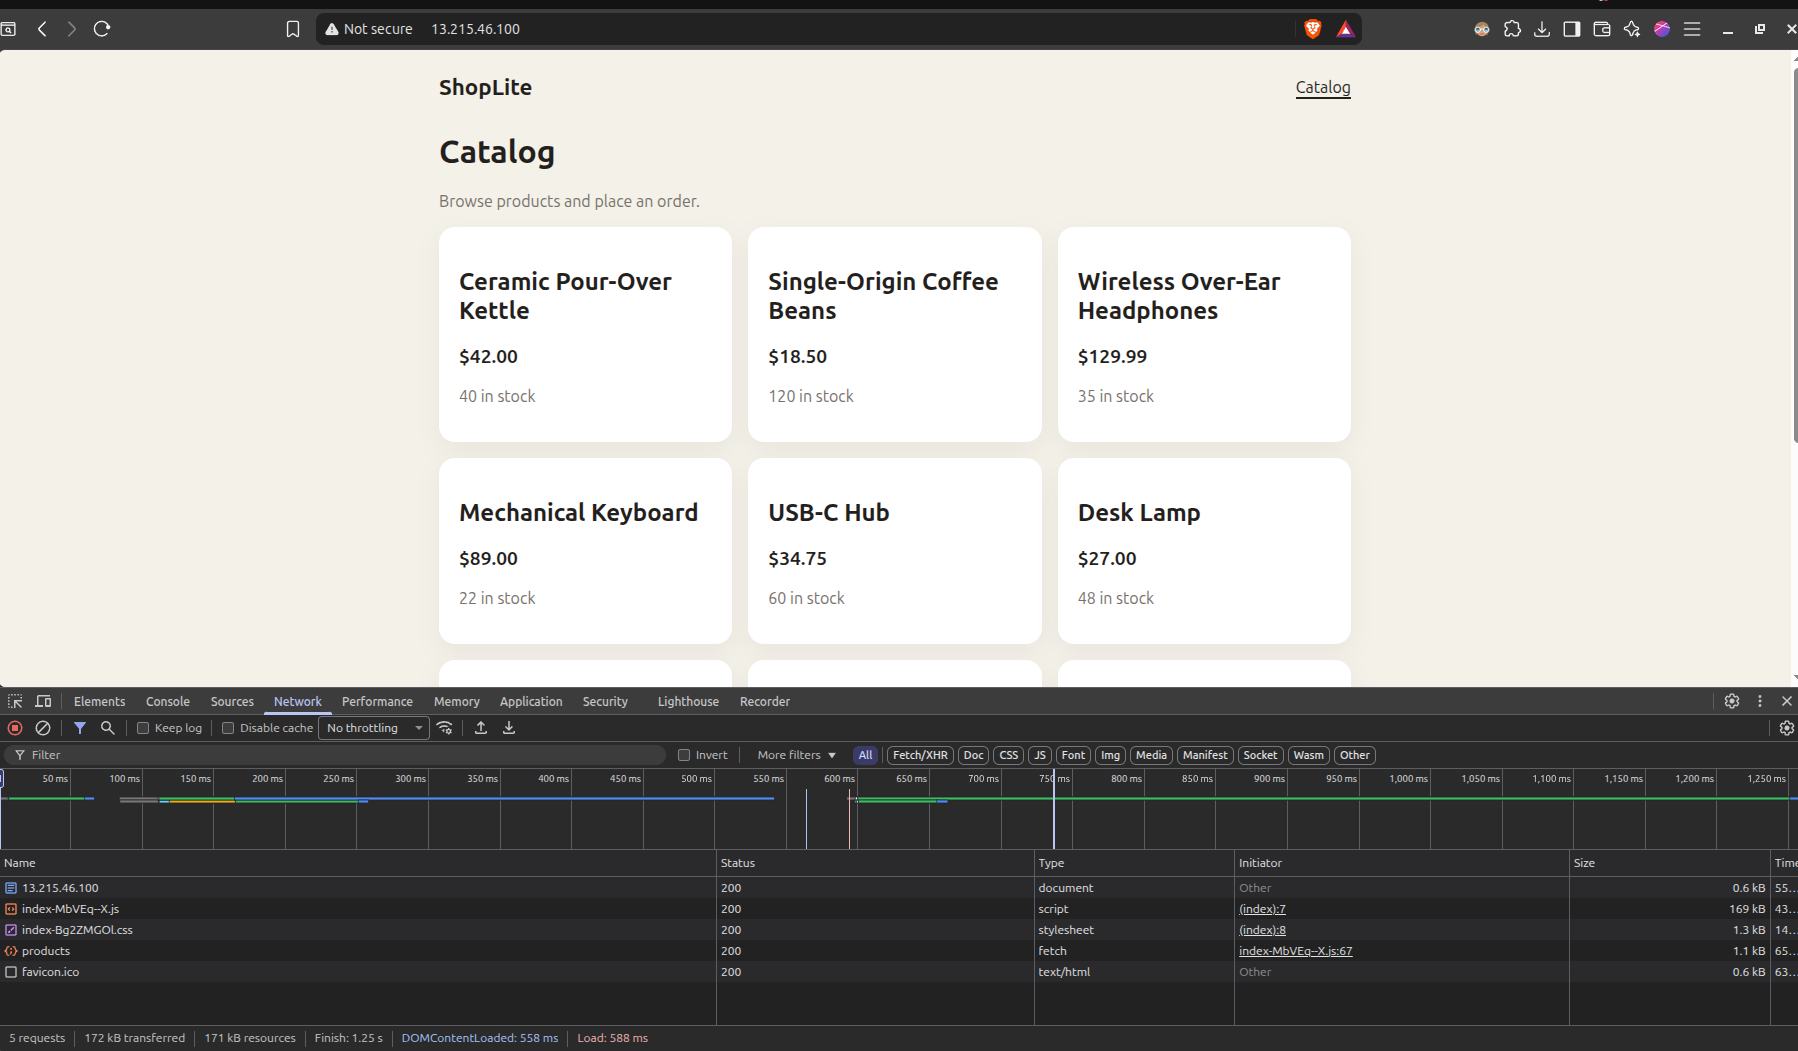 Not secure 13.215.46.100
ShopLite
Catalog
Catalog
Browse products and place an order.
Ceramic Pour-Over Kettle
$42.00
40 in stock
Single-Origin Coffee Beans
$18.50
120 in stock
Wireless Over-Ear Headphones
$129.99
35 in stock
Mechanical Keyboard
$89.00
22 in stock
USB-C Hub
$34.75
60 in stock
Desk Lamp
$27.00
48 in stock
Elements Console Sources Network Performance Memory Application Security Lighthouse Recorder
Keep log Disable cache No throttling
Filter Invert More filters All Fetch/XHR Doc CSS JS Font Img Media Manifest Socket Wasm Other
50 ms 100 ms 150 ms 200 ms 250 ms 300 ms 350 ms 400 ms 450 ms 500 ms 550 ms 600 ms 650 ms 700 ms 750 ms 800 ms 850 ms 900 ms 950 ms 1,000 ms 1,050 ms 1,100 ms 1,150 ms 1,200 ms 1,250 ms
Name Status Type Initiator Size Time
13.215.46.100 200 document Other 0.6 kB 55...
index-MbVEq--X.js 200 script (index):7 169 kB 43...
index-Bg2ZMGOl.css 200 stylesheet (index):8 1.3 kB 14...
products 200 fetch index-MbVEq--X.js:67 1.1 kB 65...
favicon.ico 200 text/html Other 0.6 kB 63...
5 requests 172 kB transferred 171 kB resources Finish: 1.25 s DOMContentLoaded: 558 ms Load: 588 ms